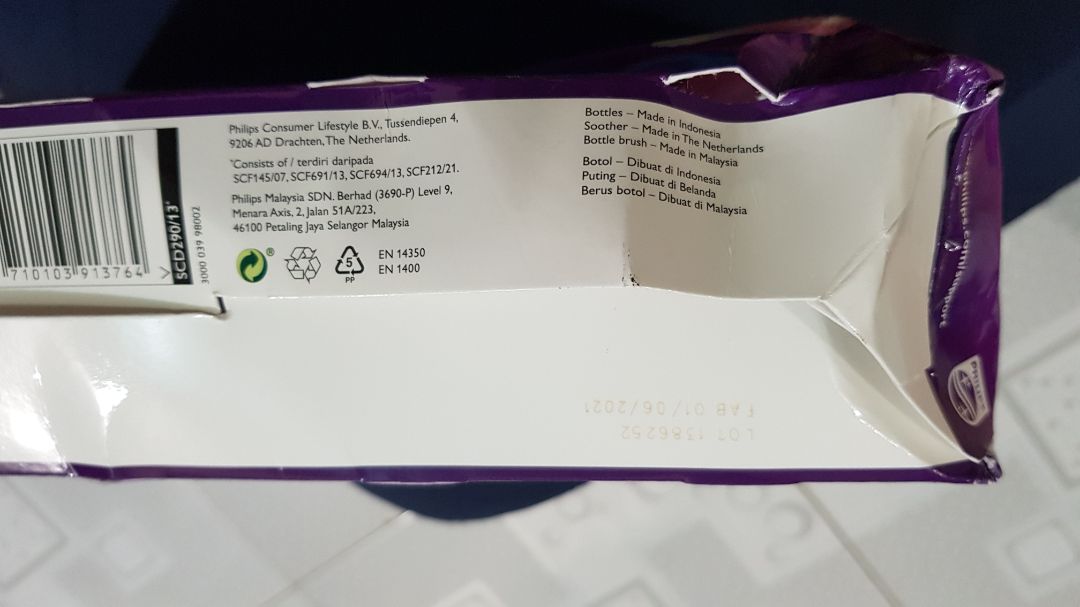 Philips Consumer Lifestyle B.V., Tussendiepen 4,
9206 AD Drachten, The Netherlands.
*Consists of / terdiri daripada
SCF145/07, SCF691/13, SCF694/13, SCF212/21.
Philips Malaysia SDN. Berhad (3690-P) Level 9,
Menara Axis, 2, Jalan 51A/223,
46100 Petaling Jaya Selangor Malaysia
EN 14350
EN 1400
5
PP
Bottles – Made in Indonesia
Soother – Made in The Netherlands
Bottle brush – Made in Malaysia
Botol – Dibuat di Indonesia
Puting – Dibuat di Belanda
Berus botol – Dibuat di Malaysia
710103 913764 >
SCD290/13*
3000 039 98002
philips.com/support
PHILIPS
LOT 1386252
FAB 01/06/2021